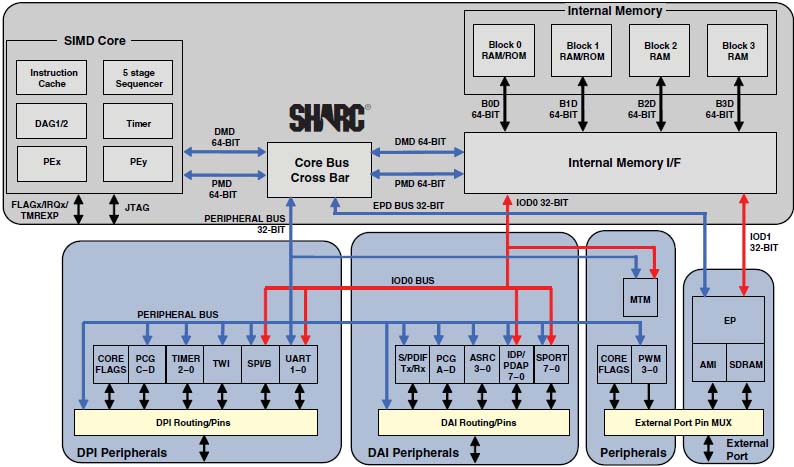 Internal Memory
SIMD Core
Block 0
RAM/ROM
Block 1
RAM/ROM
Block 2
RAM
Block 3
RAM
Instruction
Cache
5 stage
Sequencer
DAG1/2
Timer
PEx
PEy
B0D
64-BIT
B1D
64-BIT
B2D
64-BIT
B3D
64-BIT
SHARC®
DMD
64-BIT
PMD
64-BIT
Core Bus
Cross Bar
DMD 64-BIT
PMD 64-BIT
Internal Memory I/F
FLAGx/IRQx/
TMREXP
JTAG
PERIPHERAL BUS
32-BIT
EPD BUS 32-BIT
IOD0 32-BIT
IOD1
32-BIT
IOD0 BUS
PERIPHERAL BUS
MTM
EP
AMI
SDRAM
CORE
FLAGS
PCG
C–D
TIMER
2–0
TWI
SPI/B
UART
1–0
S/PDIF
Tx/Rx
PCG
A–D
ASRC
3–0
IDP/
PDAP
7–0
SPORT
7–0
CORE
FLAGS
PWM
3–0
DPI Routing/Pins
DAI Routing/Pins
External Port Pin MUX
DPI Peripherals
DAI Peripherals
Peripherals
External
Port